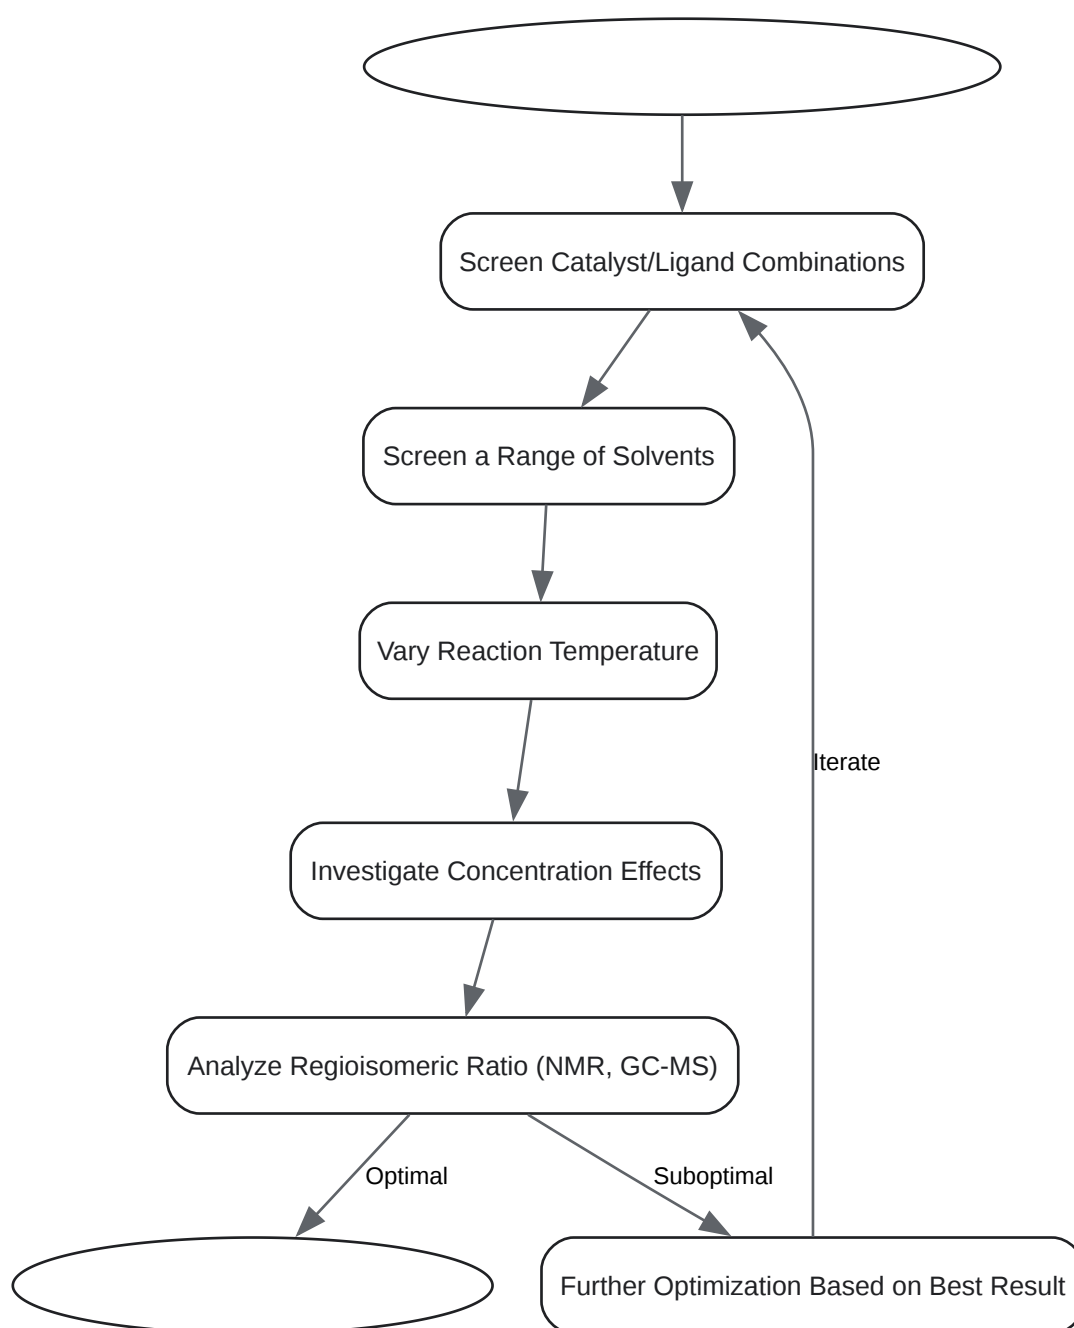 Screen Catalyst/Ligand Combinations
Screen a Range of Solvents
Vary Reaction Temperature
Iterate
Investigate Concentration Effects
Analyze Regioisomeric Ratio (NMR, GC-MS)
Optimal
Suboptimal
Further Optimization Based on Best Result